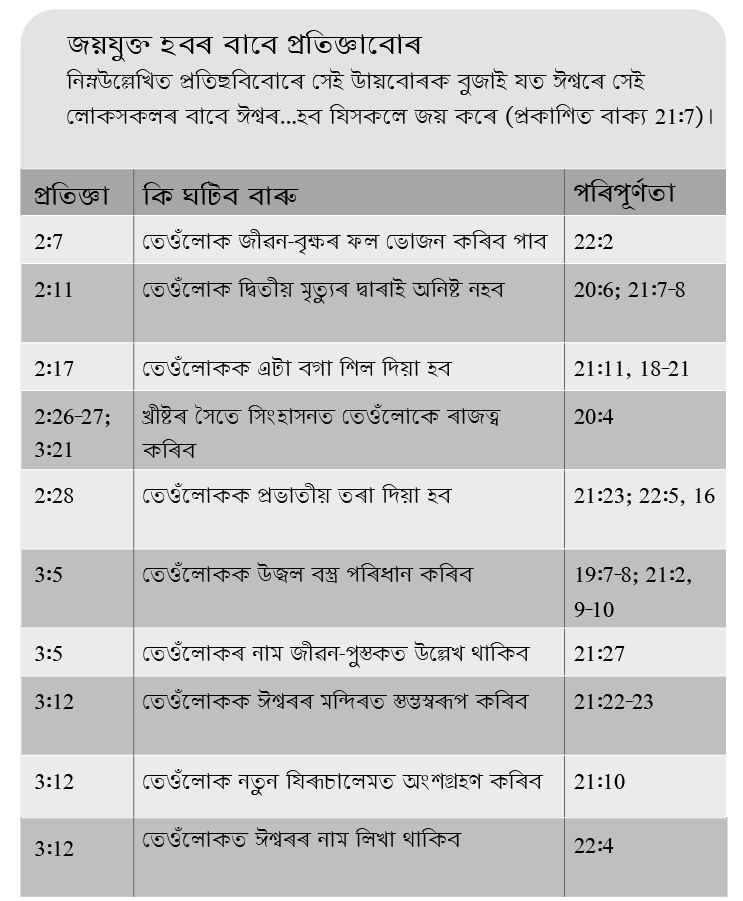 জয়যুক্ত হবৰ বাবে প্ৰতিজ্ঞাবোৰ
নিম্নউল্লেখিত প্ৰতিছবিবোৰে সেই উায়বোৰক বুজাই যত ঈশ্বৰে সেই
লোকসকলৰ বাবে ঈশ্বৰ...হব যিসকলে জয় কৰে (প্ৰকাশিত বাক্য 21:7)।
প্ৰতিজ্ঞা কি ঘটিব বাৰু পৰিপূৰ্ণতা
2:7 তেওঁলোক জীৱন-বৃক্ষৰ ফল ভোজন কৰিব পাব 22:2
2:11 তেওঁলোক দ্বিতীয় মৃত্যুৰ দ্বাৰাই অনিষ্ট নহব 20:6; 21:7-8
2:17 তেওঁলোকক এটা বগা শিল দিয়া হব 21:11, 18-21
2:26-27; খ্ৰীষ্টৰ সৈতে সিংহাসনত তেওঁলোকে ৰাজত্ব 20:4
3:21 কৰিব
2:28 তেওঁলোকক প্ৰভাতীয় তৰা দিয়া হব 21:23; 22:5, 16
3:5 তেওঁলোকক উজ্বল বস্ত্ৰ পৰিধান কৰিব 19:7-8; 21:2,
9-10
3:5 তেওঁলোকৰ নাম জীৱন-পুস্তকত উল্লেখ থাকিব 21:27
3:12 তেওঁলোকক ঈশ্বৰৰ মন্দিৰত স্তম্ভস্বৰূপ কৰিব 21:22-23
3:12 তেওঁলোক নতুন যিৰূচালেমত অংশগ্ৰহণ কৰিব 21:10
3:12 তেওঁলোকত ঈশ্বৰৰ নাম লিখা থাকিব 22:4